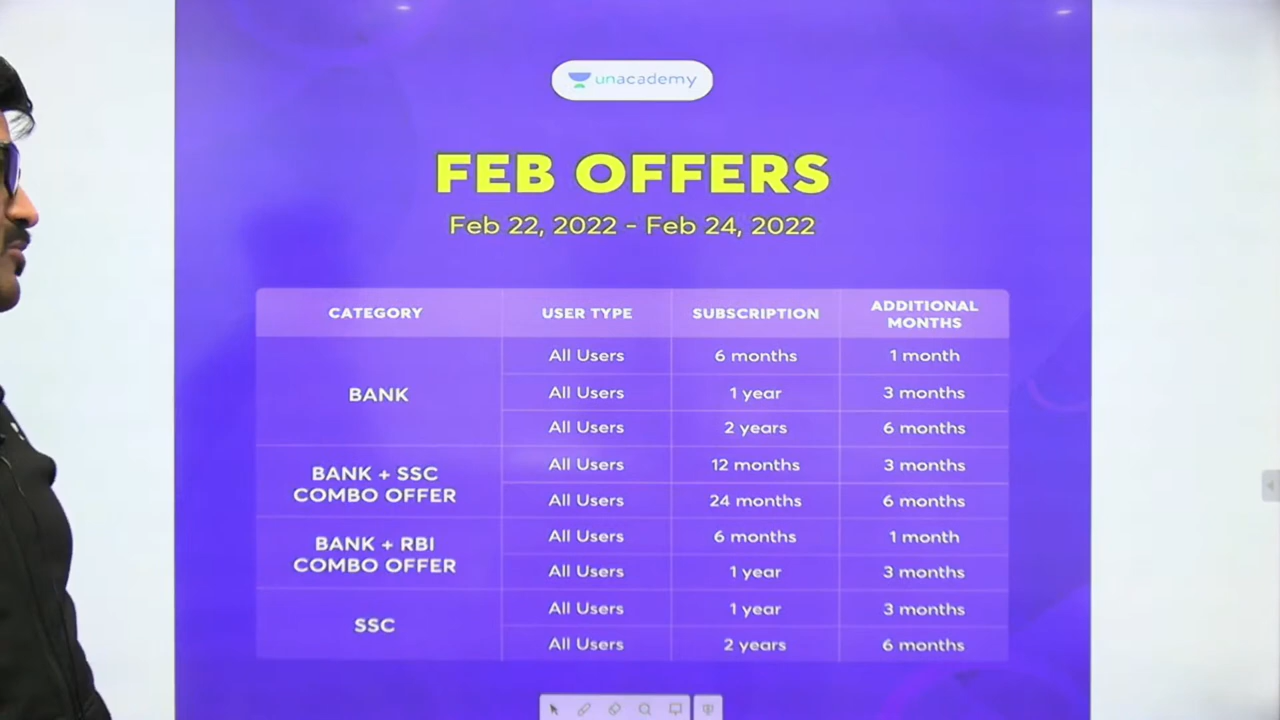 unacademy
FEB OFFERS
Feb 22, 2022 - Feb 24, 2022
CATEGORY USER TYPE SUBSCRIPTION ADDITIONAL MONTHS
BANK
All Users 6 months 1 month
All Users 1 year 3 months
All Users 2 years 6 months
BANK + SSC
COMBO OFFER
All Users 12 months 3 months
All Users 24 months 6 months
BANK + RBI
COMBO OFFER
All Users 6 months 1 month
All Users 1 year 3 months
SSC
All Users 1 year 3 months
All Users 2 years 6 months